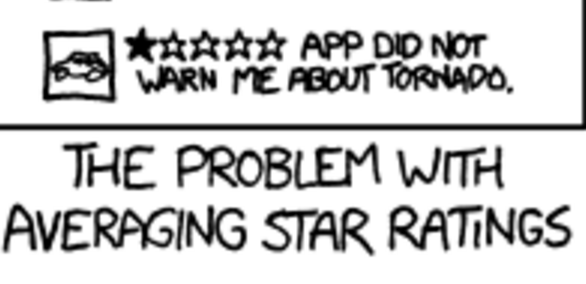 ★☆☆☆☆ APP DID NOT
WARN ME ABOUT TORNADO.
THE PROBLEM WITH
AVERAGING STAR RATINGS